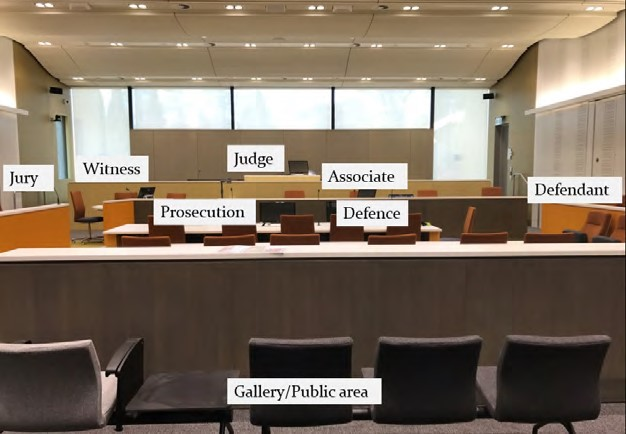 Judge
Witness
Jury
Associate
Defendant
Prosecution
Defence
Gallery/Public area